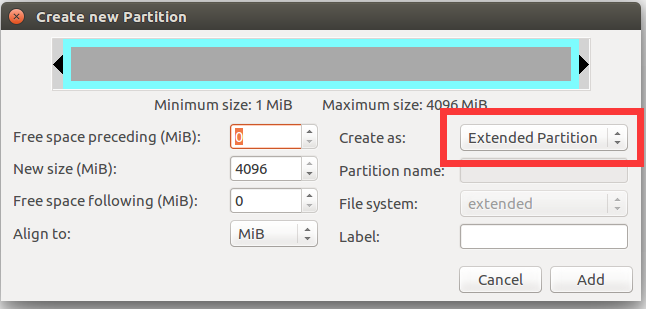 Create new Partition
Minimum size: 1 MiB Maximum size: 4096 MiB
Free space preceding (MiB): 0 Create as: Extended Partition
New size (MiB): 4096 Partition name:
Free space following (MiB): 0 File system: extended
Align to: MiB Label:
Cancel Add